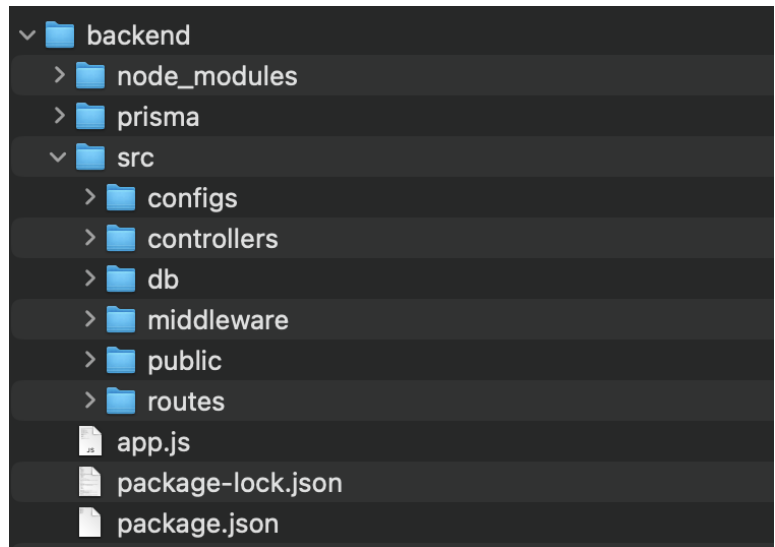 backend
node_modules
prisma
src
configs
controllers
db
middleware
public
routes
app.js
package-lock.json
package.json